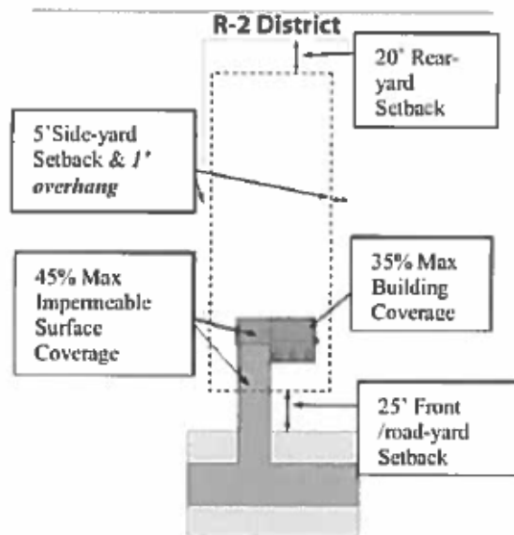 R-2 District
20' Rear-
yard
Setback
5'Side-yard
Setback & 1'
overhang
45% Max
Impermeable
Surface
Coverage
35% Max
Building
Coverage
25' Front
/road-yard
Setback